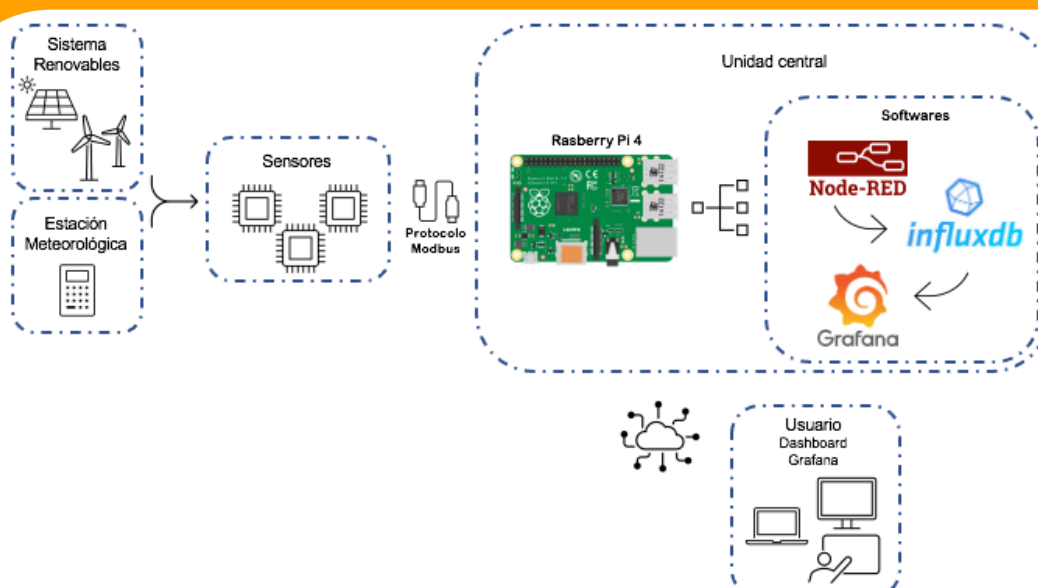 Sistema
Renovables
Estación
Meteorológica
Sensores
Protocolo
Modbus
Unidad central
Rasberry Pi 4
Softwares
Node-RED
influxdb
Grafana
Usuario
Dashboard
Grafana